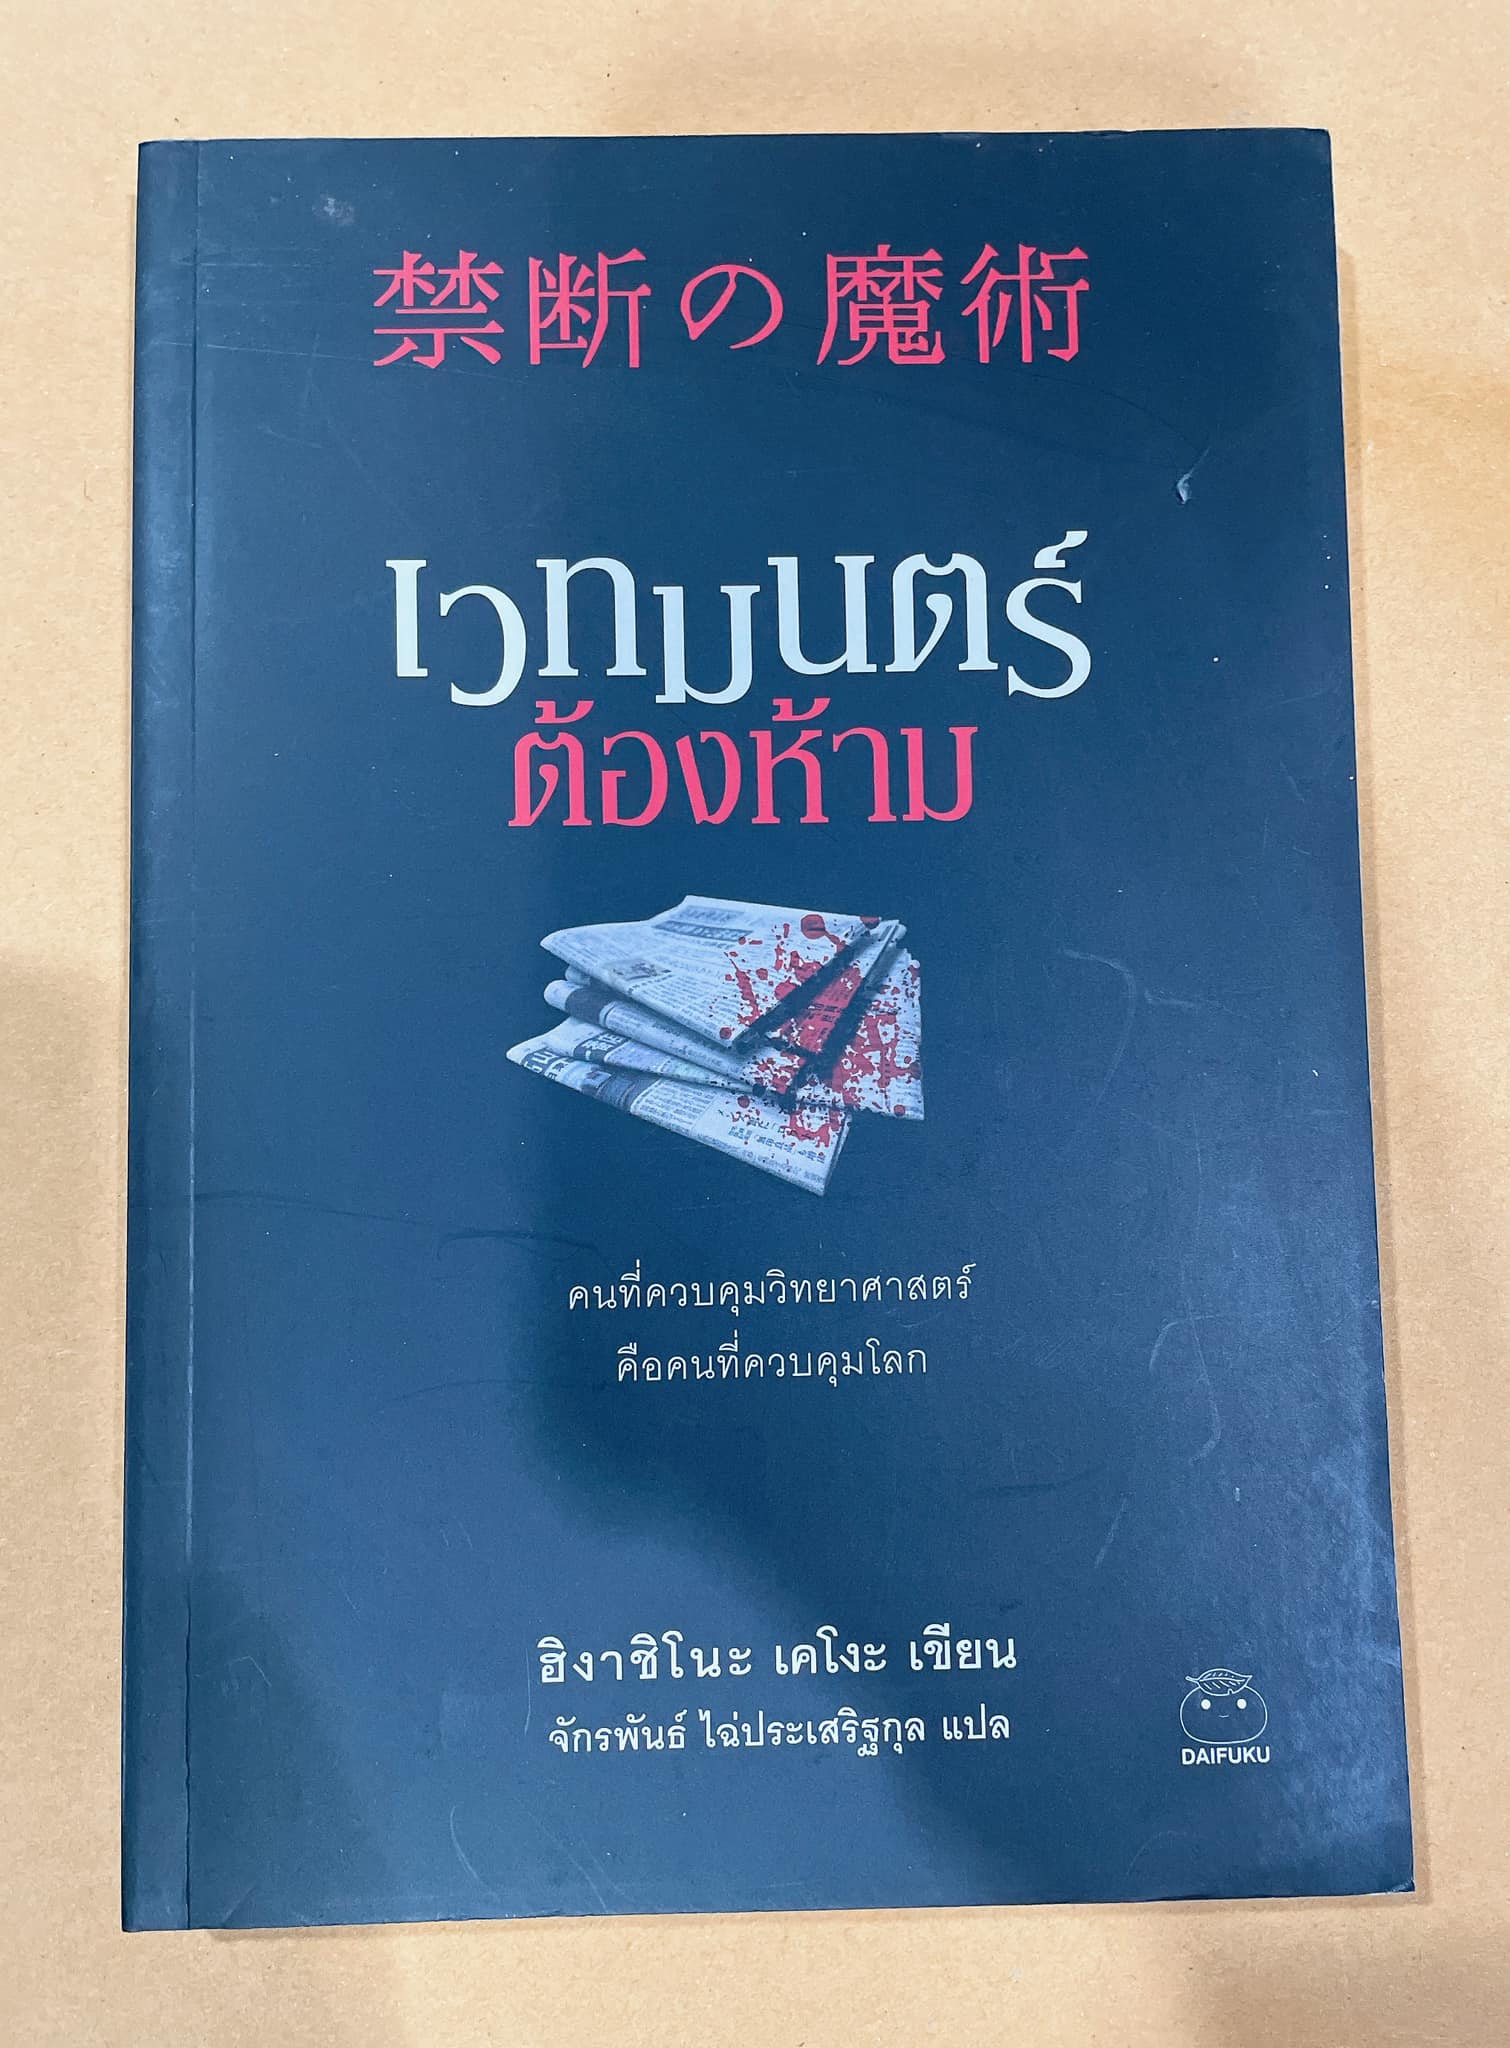 禁断の魔術
เวทมนตร์
ต้องห้าม
คนที่ควบคุมวิทยาศาสตร์
คือคนที่ควบคุมโลก
ฮิงาชิโนะ เคโงะ เขียน
จักรพันธ์ ไฉ่ประเสริฐกุล แปล
DAIFUKU